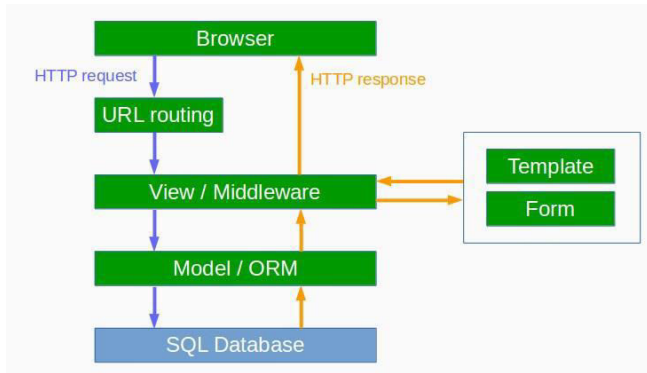 Browser
HTTP request
HTTP response
URL routing
View / Middleware
Template
Form
Model / ORM
SQL Database